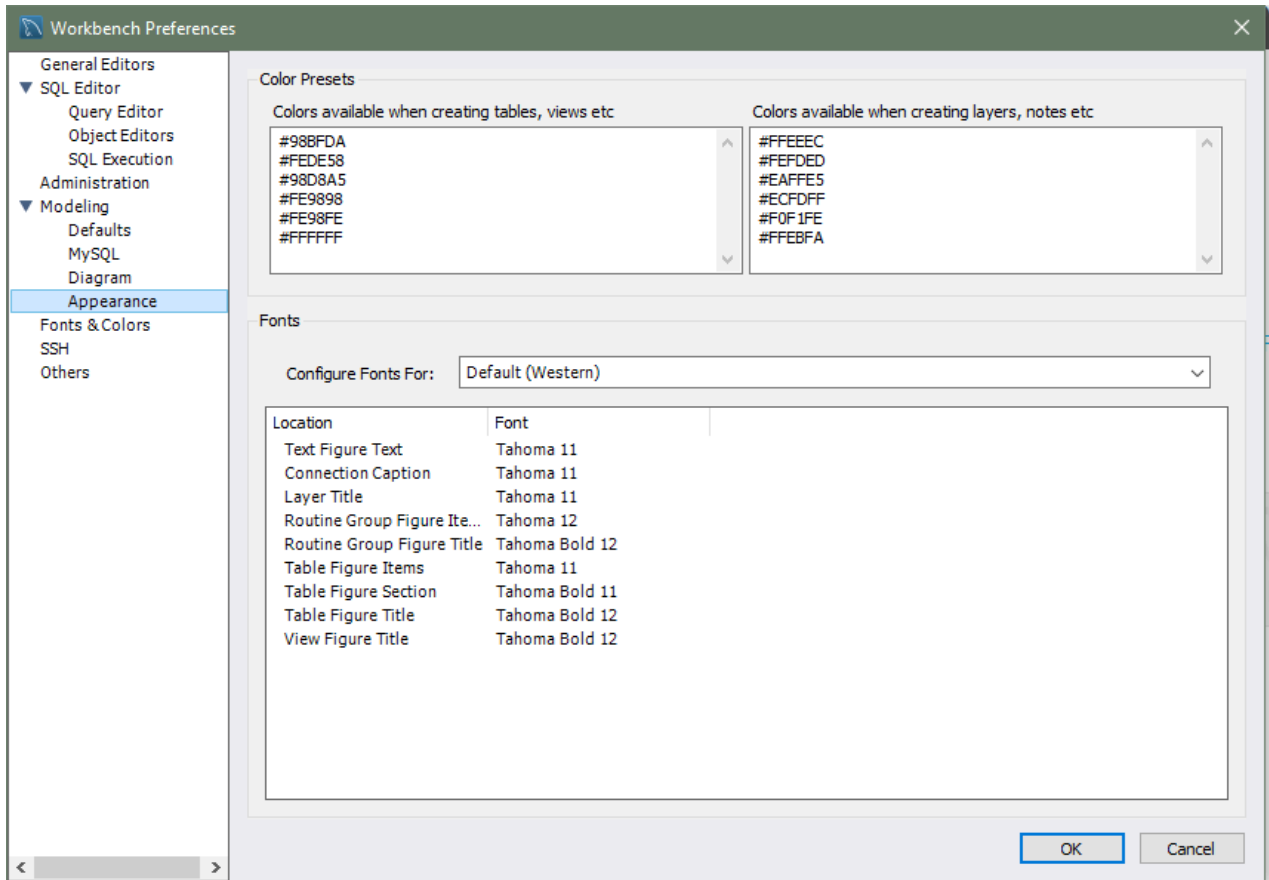 Workbench Preferences
General Editors
SQL Editor
Query Editor
Object Editors
SQL Execution
Administration
Modeling
Defaults
MySQL
Diagram
Appearance
Fonts & Colors
SSH
Others
Color Presets
Colors available when creating tables, views etc
#98BFDA
#FEDE58
#98D8A5
#FE9898
#FE98FE
#FFFFFF
Colors available when creating layers, notes etc
#FFEEEC
#FEFDED
#EAFFE5
#ECFDFF
#F0F1FE
#FFEBFA
Fonts
Configure Fonts For: Default (Western)
Location Font
Text Figure Text Tahoma 11
Connection Caption Tahoma 11
Layer Title Tahoma 11
Routine Group Figure Ite... Tahoma 12
Routine Group Figure Title Tahoma Bold 12
Table Figure Items Tahoma 11
Table Figure Section Tahoma Bold 11
Table Figure Title Tahoma Bold 12
View Figure Title Tahoma Bold 12
OK Cancel